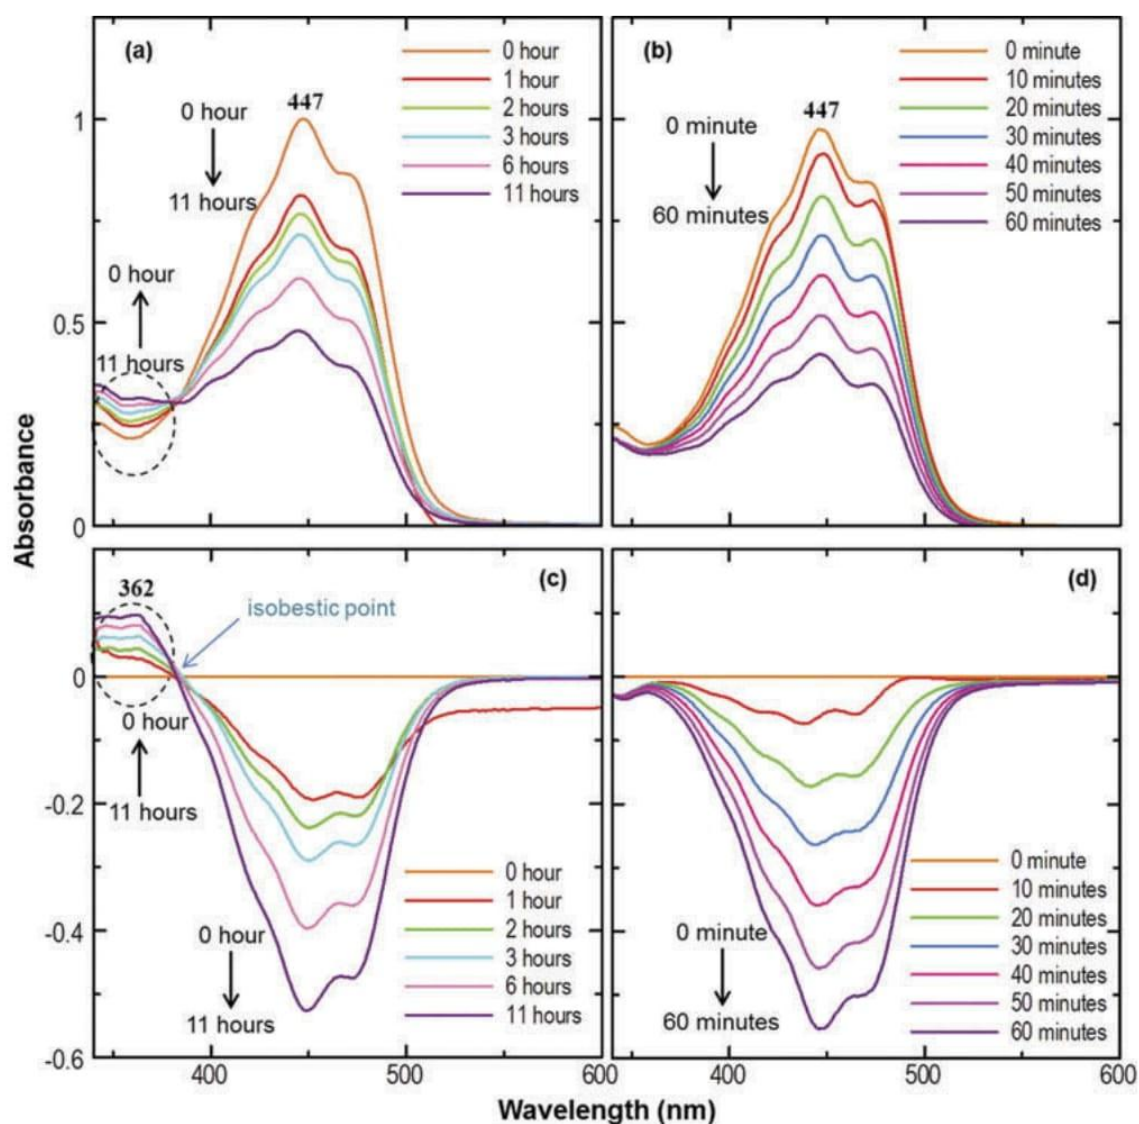 (a)
0 hour
1 hour
2 hours
3 hours
6 hours
11 hours
447
0 hour
11 hours
0 hour
11 hours
1
0.5
0
(b)
0 minute
10 minutes
20 minutes
30 minutes
40 minutes
50 minutes
60 minutes
447
0 minute
60 minutes
Absorbance
(c)
362
isobestic point
0 hour
11 hours
0 hour
11 hours
0 hour
1 hour
2 hours
3 hours
6 hours
11 hours
0
-0.2
-0.4
-0.6
400
500
600
(d)
0 minute
60 minutes
0 minute
10 minutes
20 minutes
30 minutes
40 minutes
50 minutes
60 minutes
400
500
600
Wavelength (nm)